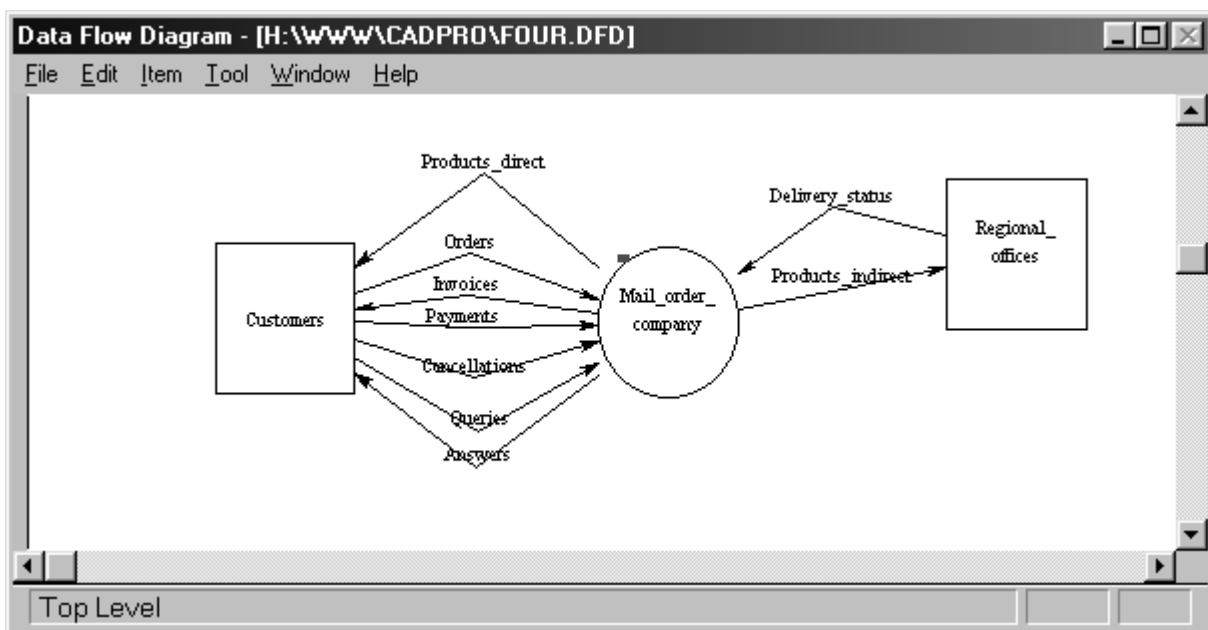 Data Flow Diagram - [H:\WWW\CADPRO\FOUR.DFD]
File Edit Item Tool Window Help
Products_direct
Delivery_status
Regional_
offices
Orders
Products_indirect
Invoices
Mail_order_
company
Customers
Payments
Cancellations
Queries
Answers
Top Level